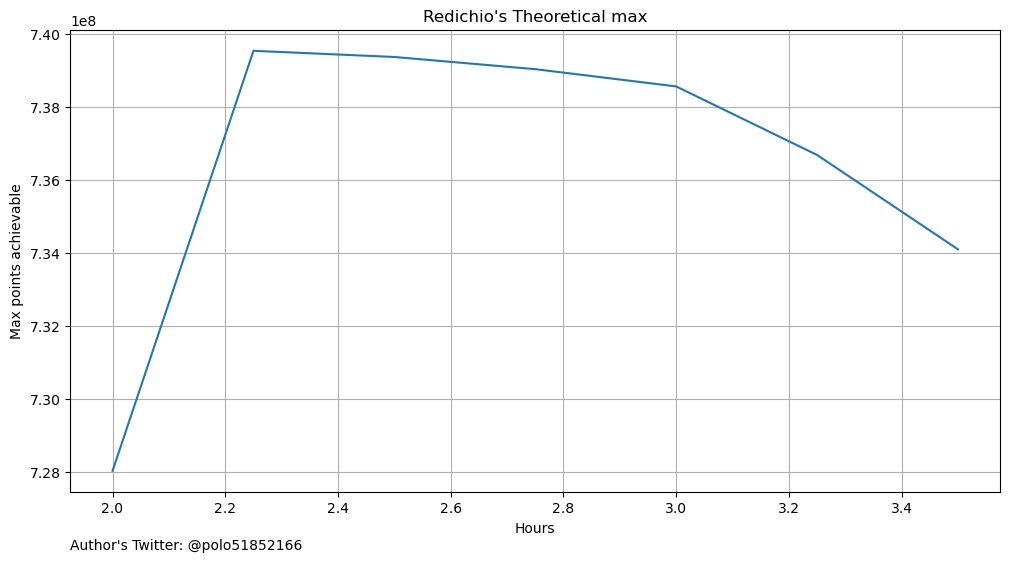 Redichio's Theoretical max
1e8
7.40
7.38
7.36
7.34
7.32
7.30
7.28
Max points achievable
2.0 2.2 2.4 2.6 2.8 3.0 3.2 3.4
Hours
Author's Twitter: @polo51852166